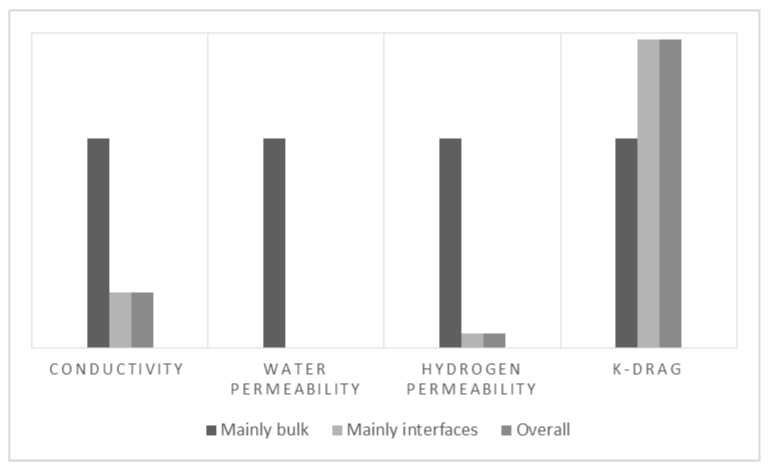 CONDUCTIVITY
WATER
PERMEABILITY
HYDROGEN
PERMEABILITY
K-DRAG
Mainly bulk
Mainly interfaces
Overall